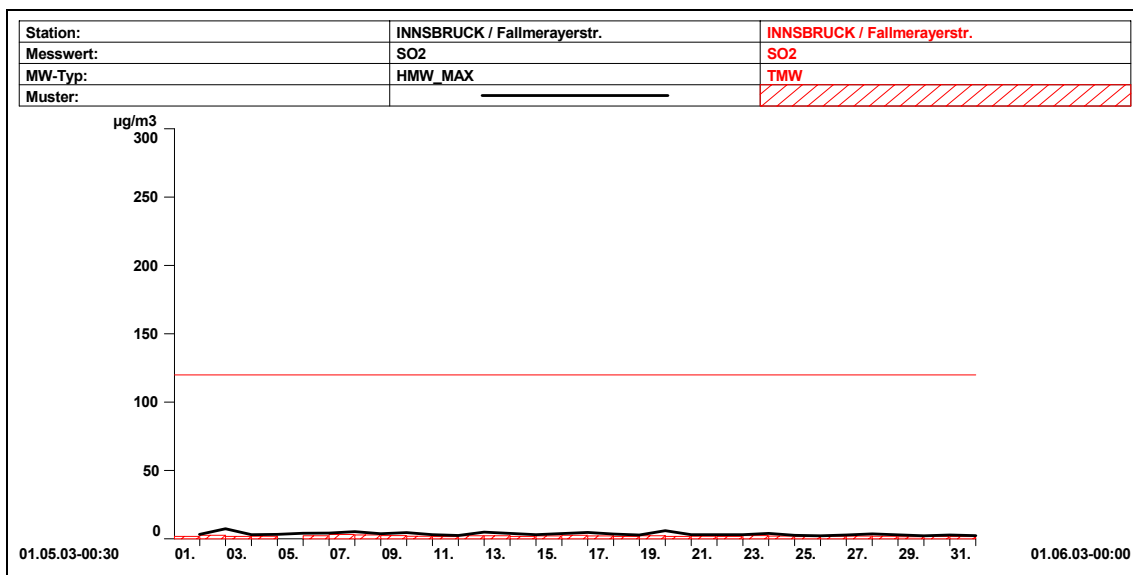 Station: INNSBRUCK / Fallmerayerstr. INNSBRUCK / Fallmerayerstr.
Messwert: SO2 SO2
MW-Typ: HMW_MAX TMW
Muster:
µg/m3
300
250
200
150
100
50
0
01.05.03-00:30 01. 03. 05. 07. 09. 11. 13. 15. 17. 19. 21. 23. 25. 27. 29. 31. 01.06.03-00:00